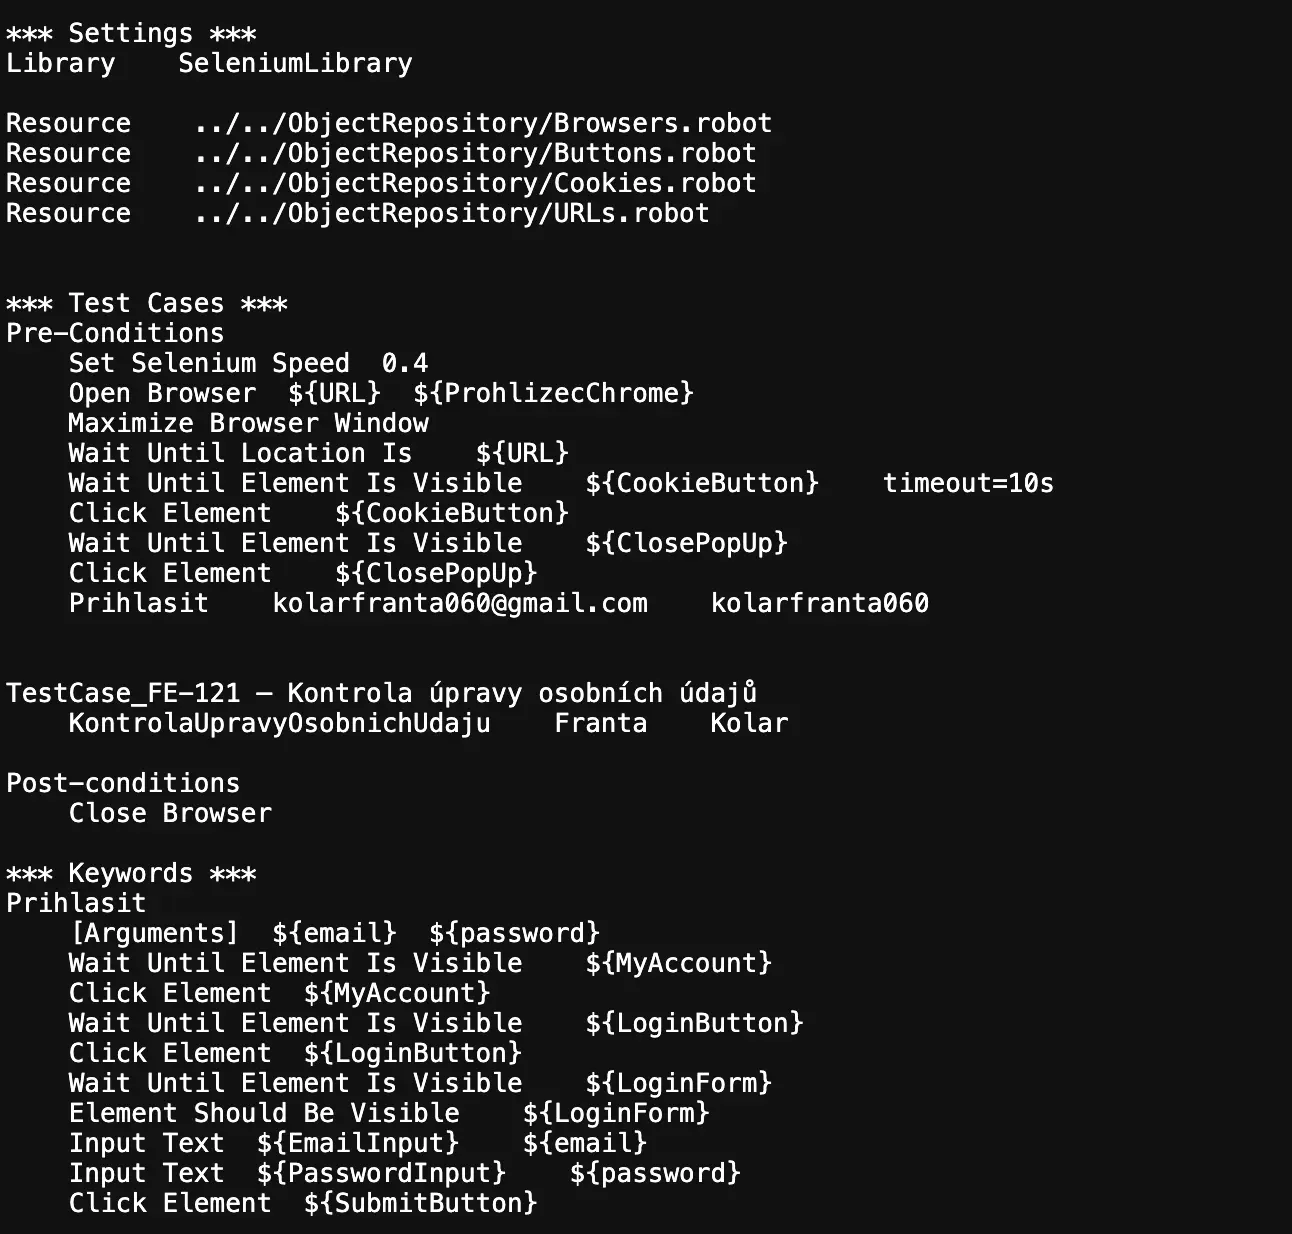 *** Settings ***
Library    SeleniumLibrary

Resource    ../../ObjectRepository/Browsers.robot
Resource    ../../ObjectRepository/Buttons.robot
Resource    ../../ObjectRepository/Cookies.robot
Resource    ../../ObjectRepository/URLs.robot


*** Test Cases ***
Pre-Conditions
    Set Selenium Speed  0.4
    Open Browser  ${URL}  ${ProhlizecChrome}
    Maximize Browser Window
    Wait Until Location Is    ${URL}
    Wait Until Element Is Visible    ${CookieButton}    timeout=10s
    Click Element    ${CookieButton}
    Wait Until Element Is Visible    ${ClosePopUp}
    Click Element    ${ClosePopUp}
    Prihlasit    kolarfranta060@gmail.com    kolarfranta060


TestCase_FE-121 – Kontrola úpravy osobních údajů
    KontrolaUpravyOsobnichUdaju    Franta    Kolar

Post-conditions
    Close Browser

*** Keywords ***
Prihlasit
    [Arguments]  ${email}  ${password}
    Wait Until Element Is Visible    ${MyAccount}
    Click Element  ${MyAccount}
    Wait Until Element Is Visible    ${LoginButton}
    Click Element  ${LoginButton}
    Wait Until Element Is Visible    ${LoginForm}
    Element Should Be Visible    ${LoginForm}
    Input Text  ${EmailInput}    ${email}
    Input Text  ${PasswordInput}    ${password}
    Click Element  ${SubmitButton}